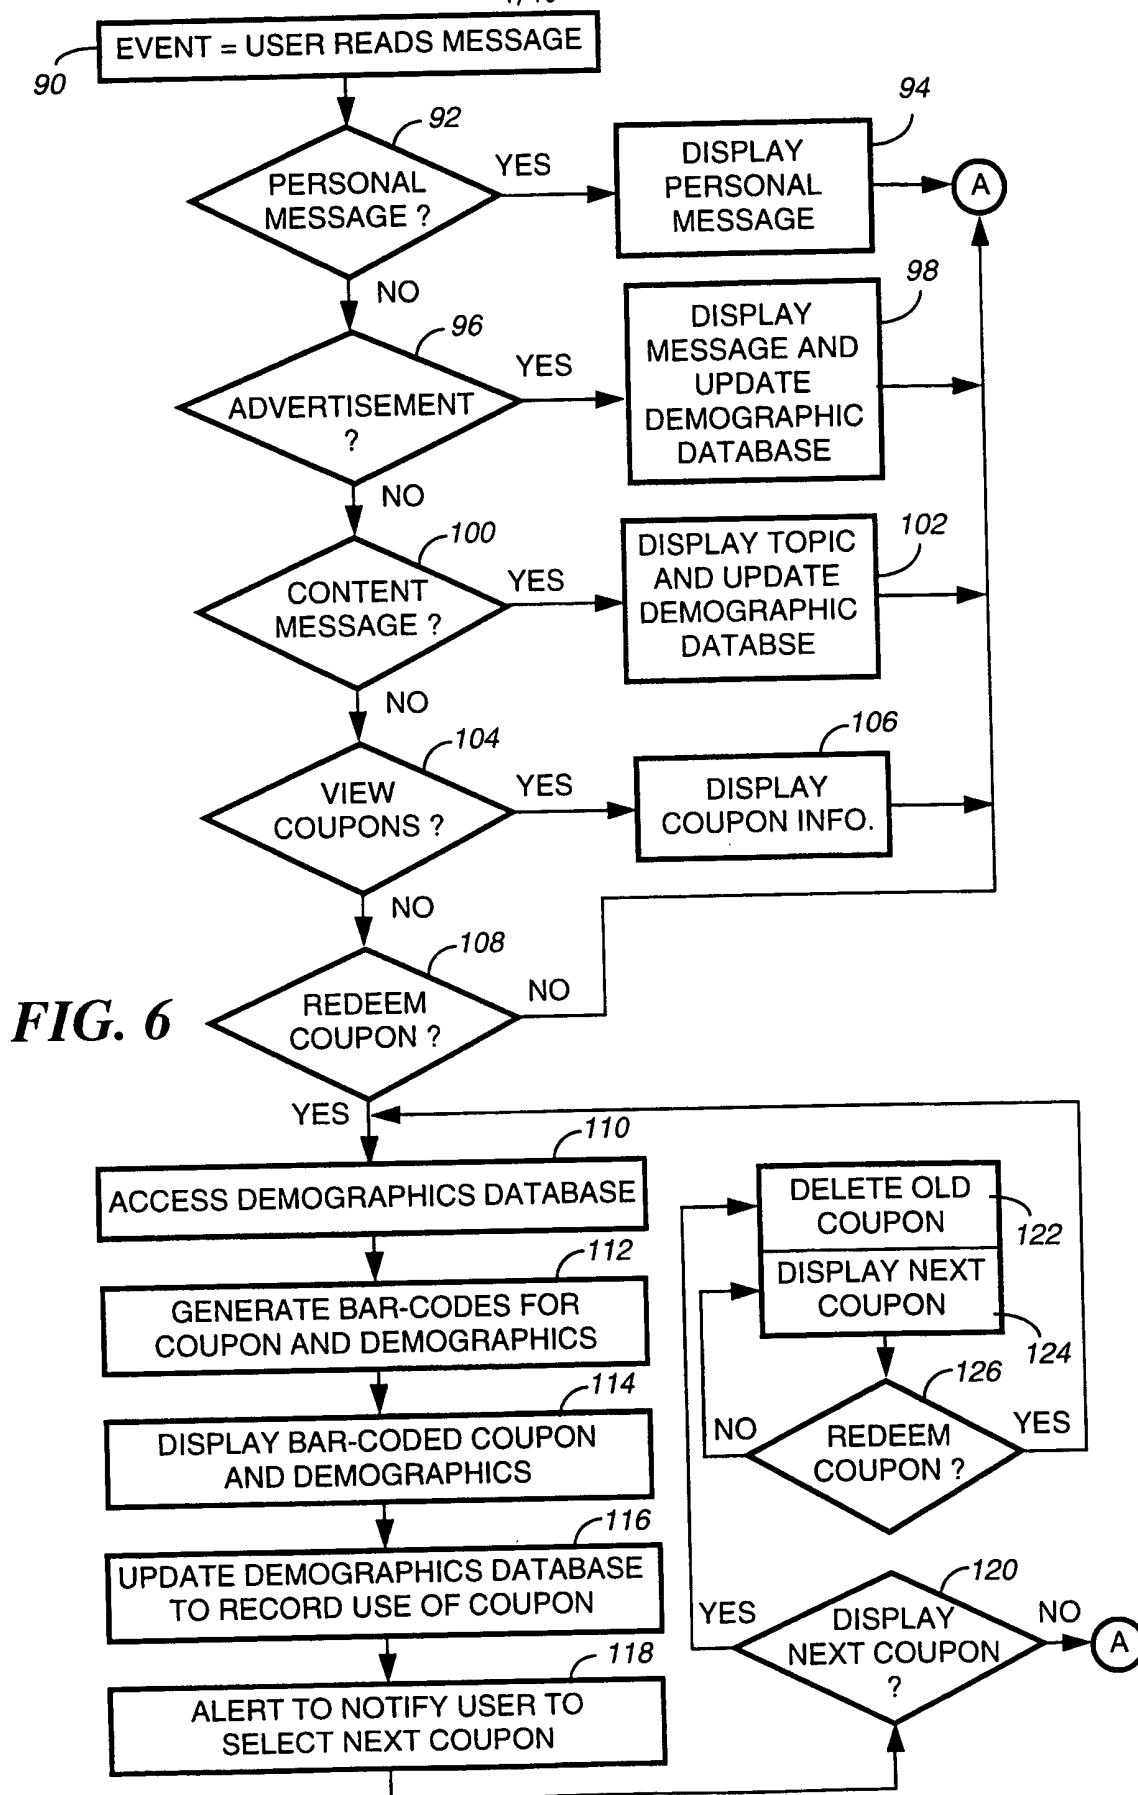 EVENT = USER READS MESSAGE
90
92
PERSONAL
MESSAGE ?
YES
NO
94
DISPLAY
PERSONAL
MESSAGE
A
96
ADVERTISEMENT
?
YES
NO
98
DISPLAY
MESSAGE AND
UPDATE
DEMOGRAPHIC
DATABASE
100
CONTENT
MESSAGE ?
YES
NO
102
DISPLAY TOPIC
AND UPDATE
DEMOGRAPHIC
DATABSE
104
VIEW
COUPONS ?
YES
NO
106
DISPLAY
COUPON INFO.
108
REDEEM
COUPON ?
NO
YES
FIG. 6
110
ACCESS DEMOGRAPHICS DATABASE
112
GENERATE BAR-CODES FOR
COUPON AND DEMOGRAPHICS
114
DISPLAY BAR-CODED COUPON
AND DEMOGRAPHICS
116
UPDATE DEMOGRAPHICS DATABASE
TO RECORD USE OF COUPON
118
ALERT TO NOTIFY USER TO
SELECT NEXT COUPON
DELETE OLD
COUPON
122
DISPLAY NEXT
COUPON
124
126
REDEEM
COUPON ?
NO
YES
120
DISPLAY
NEXT COUPON
?
YES
NO
A